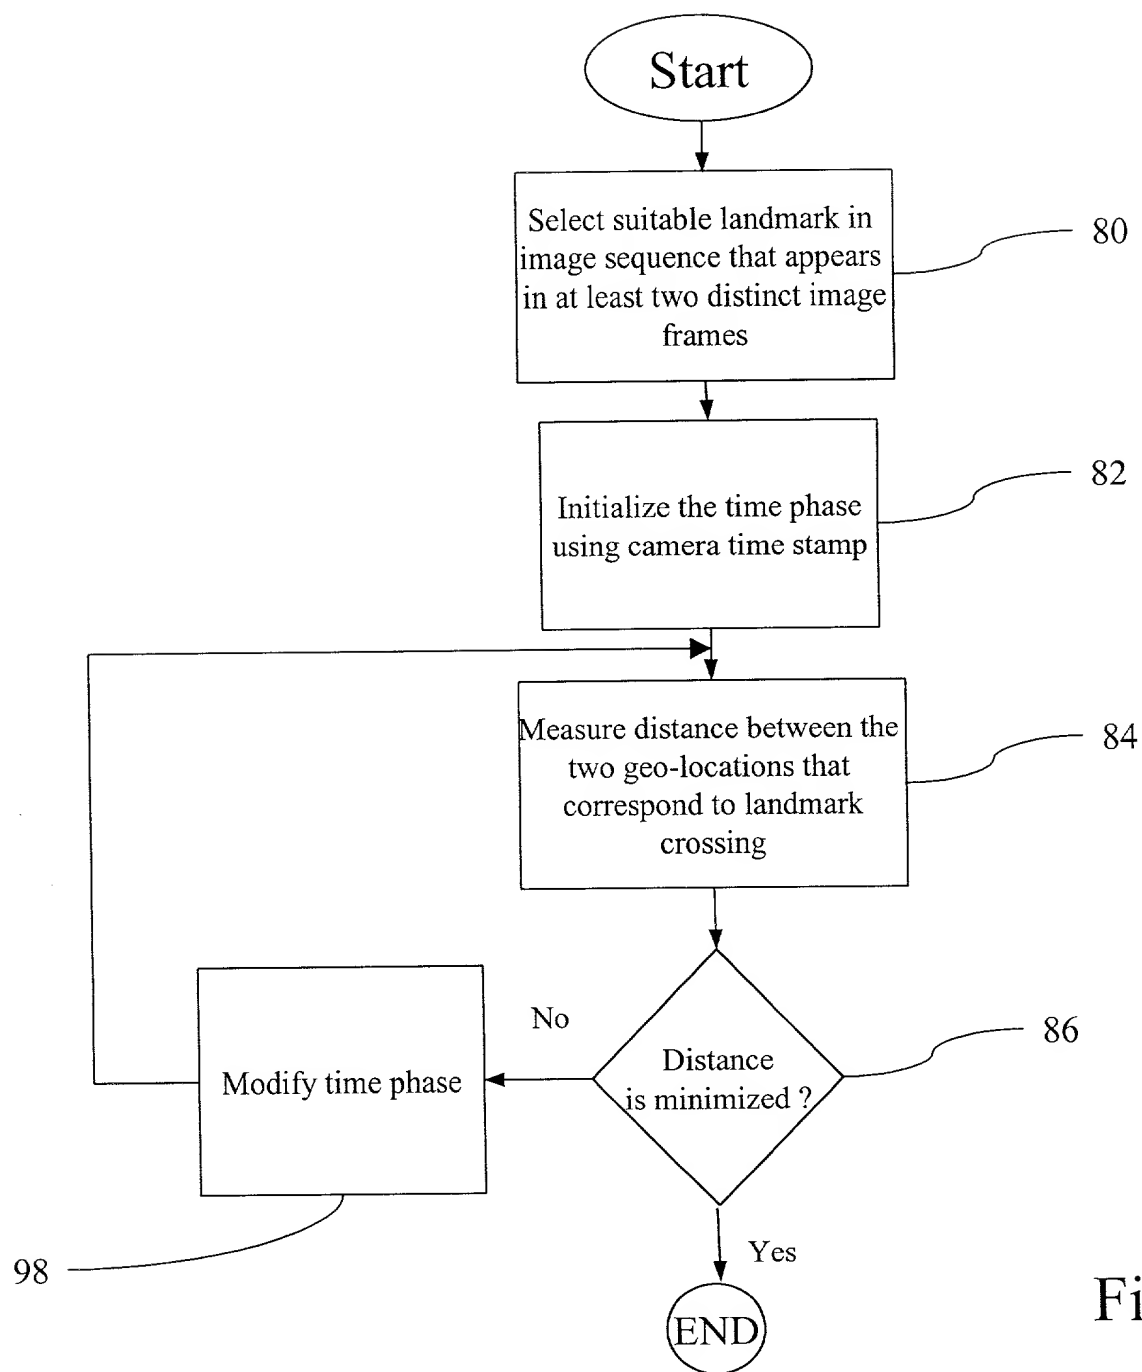 Start
Select suitable landmark in
image sequence that appears
in at least two distinct image
frames
80
Initialize the time phase
using camera time stamp
82
Measure distance between the
two geo-locations that
correspond to landmark
crossing
84
Distance
is minimized ?
86
No
Modify time phase
98
Yes
END
Fi